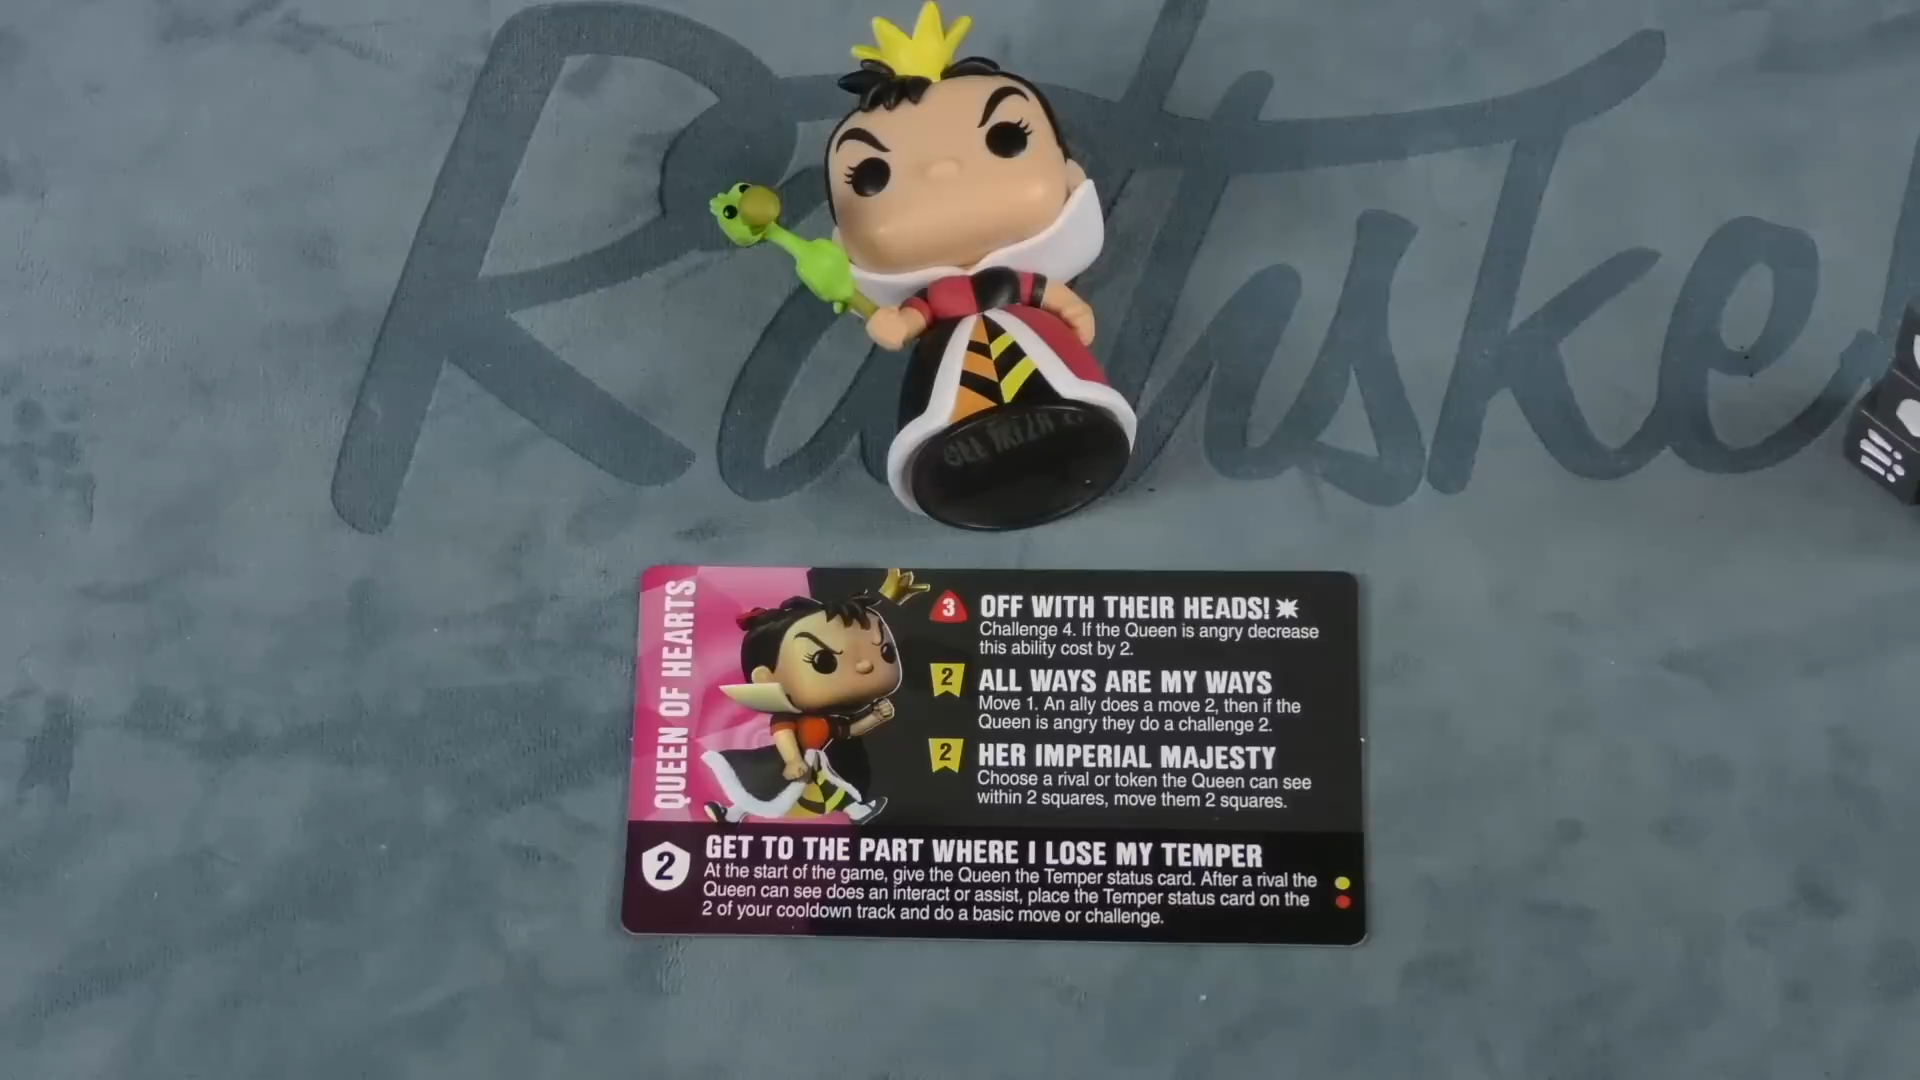 Ratuske
QUEEN OF HEARTS
3 OFF WITH THEIR HEADS!
Challenge 4. If the Queen is angry decrease
this ability cost by 2.
2 ALL WAYS ARE MY WAYS
Move 1. An ally does a move 2, then if the
Queen is angry they do a challenge 2.
2 HER IMPERIAL MAJESTY
Choose a rival or token the Queen can see
within 2 squares, move them 2 squares.
2 GET TO THE PART WHERE I LOSE MY TEMPER
At the start of the game, give the Queen the Temper status card. After a rival the
Queen can see does an interact or assist, place the Temper status card on the
2 of your cooldown track and do a basic move or challenge.